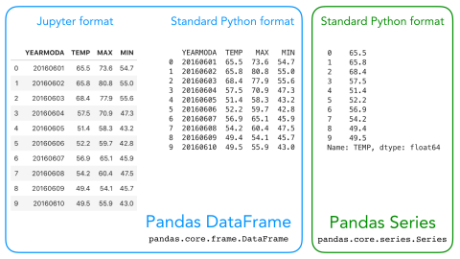 Jupyter format
YEARMODA TEMP MAX MIN
0 20160601 65.5 73.6 54.7
1 20160602 65.8 80.8 55.0
2 20160603 68.4 77.9 55.6
3 20160604 57.5 70.9 47.3
4 20160605 51.4 58.3 43.2
5 20160606 52.2 59.7 42.8
6 20160607 56.9 65.1 45.9
7 20160608 54.2 60.4 47.5
8 20160609 49.4 54.1 45.7
9 20160610 49.5 55.9 43.0
Standard Python format
YEARMODA TEMP MAX MIN
0 20160601 65.5 73.6 54.7
1 20160602 65.8 80.8 55.0
2 20160603 68.4 77.9 55.6
3 20160604 57.5 70.9 47.3
4 20160605 51.4 58.3 43.2
5 20160606 52.2 59.7 42.8
6 20160607 56.9 65.1 45.9
7 20160608 54.2 60.4 47.5
8 20160609 49.4 54.1 45.7
9 20160610 49.5 55.9 43.0
Pandas DataFrame
pandas.core.frame.DataFrame
Standard Python format
0 65.5
1 65.8
2 68.4
3 57.5
4 51.4
5 52.2
6 56.9
7 54.2
8 49.4
9 49.5
Name: TEMP, dtype: float64
Pandas Series
pandas.core.series.Series